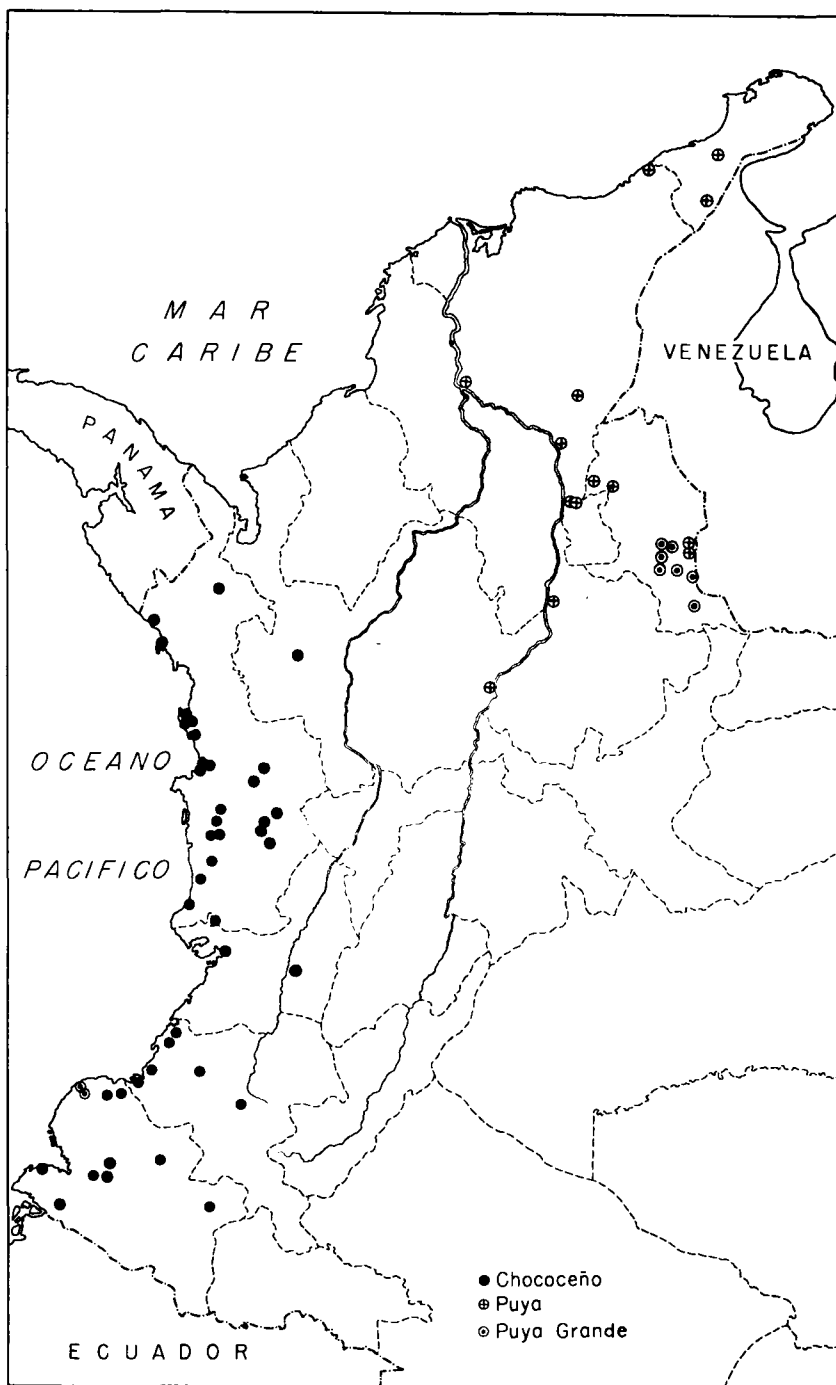 MAR
CARIBE
VENEZUELA
PANAMA
OCEANO
PACIFICO
Chococeño
Puya
Puya Grande
ECUADOR